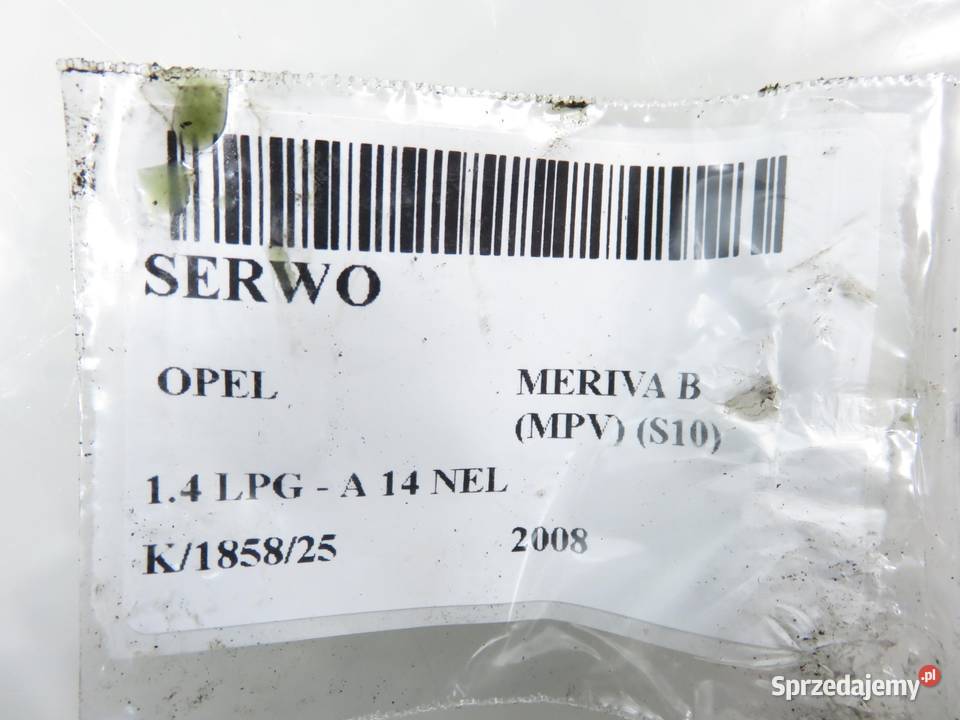 SERWO
OPEL MERIVA B
(MPV) (S10)
1.4 LPG - A 14 NEL
K/1858/25 2008
Sprzedajemy.pl